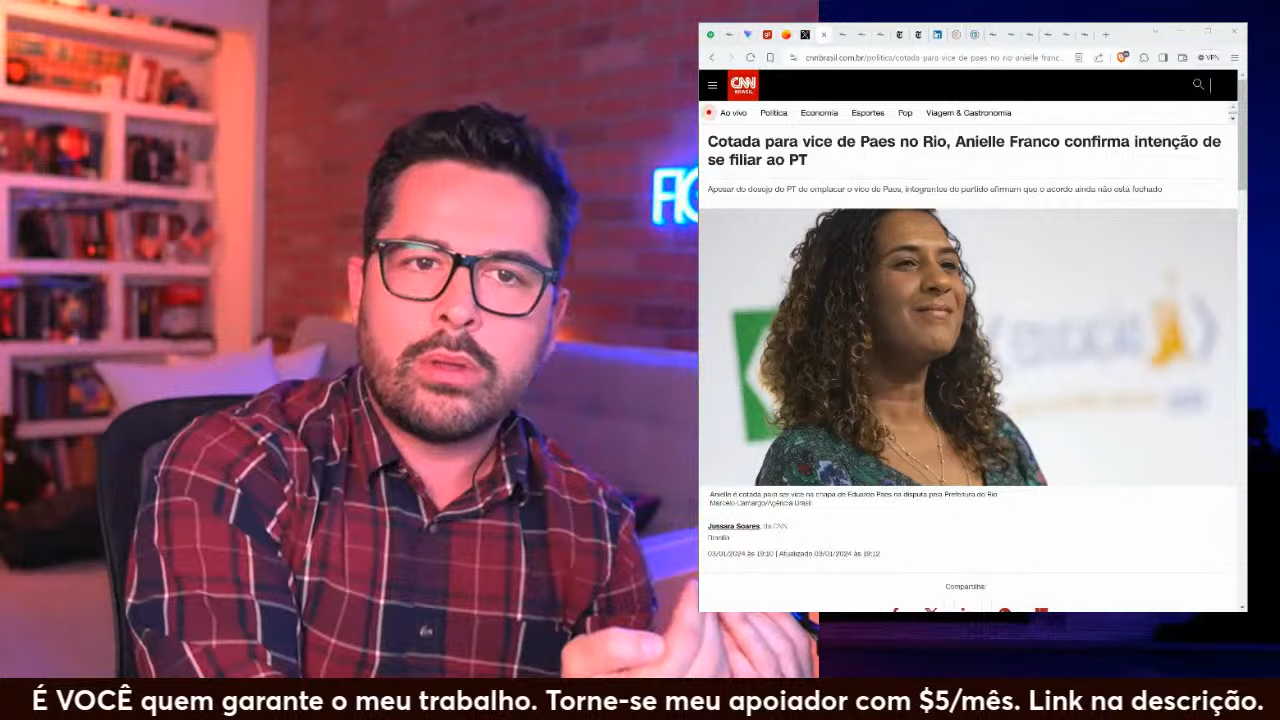 cnnbrasil.com.br/politica/cotada-para-vice-de-paes-no-rio-anielle-franc...
VPN
CNN
BRASIL
Ao vivo Política Economia Esportes Pop Viagem & Gastronomia
Cotada para vice de Paes no Rio, Anielle Franco confirma intenção de
se filiar ao PT
Apesar do desejo do PT de emplacar o vice de Paes, integrantes do partido afirmam que o acordo ainda não está fechado
Anielle é cotada para ser vice na chapa de Eduardo Paes na disputa pela Prefeitura do Rio
Marcelo Camargo/Agência Brasil
Jussara Soares, da CNN
Brasília
03/01/2024 às 19:10 | Atualizado 03/01/2024 às 19:12
Compartilhe:
É VOCÊ quem garante o meu trabalho. Torne-se meu apoiador com $5/mês. Link na descrição.